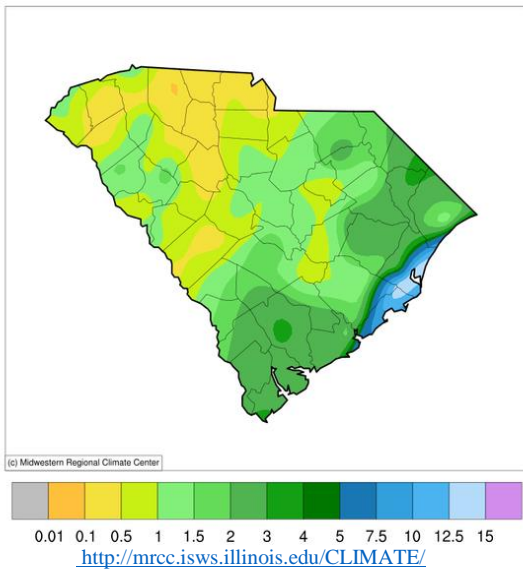 (c) Midwestern Regional Climate Center
0.01 0.1 0.5 1 1.5 2 3 4 5 7.5 10 12.5 15
http://mrcc.isws.illinois.edu/CLIMATE/